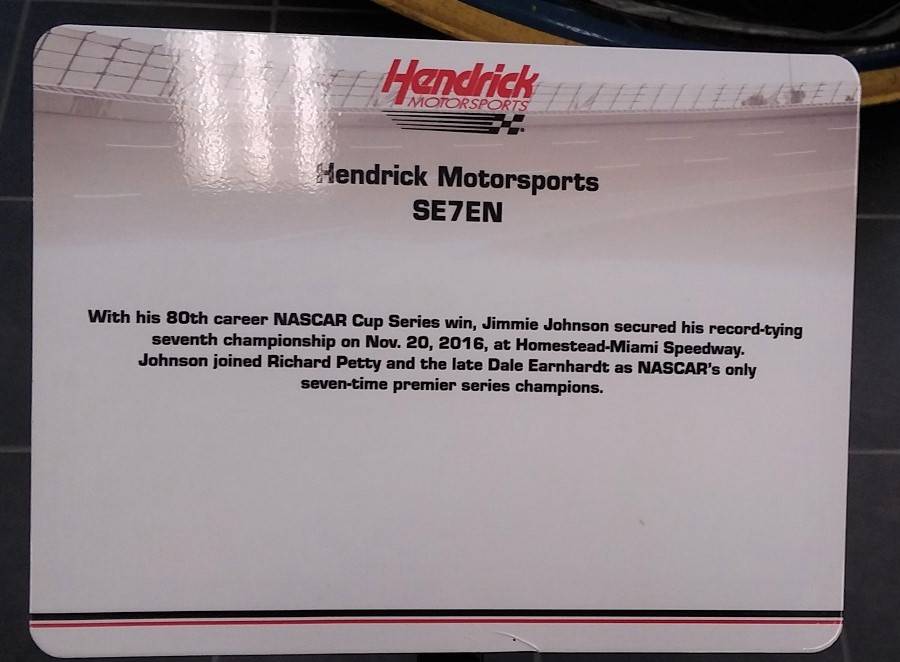 Hendrick
MOTORSPORTS
Hendrick Motorsports
SE7EN
With his 80th career NASCAR Cup Series win, Jimmie Johnson secured his record-tying
seventh championship on Nov. 20, 2016, at Homestead-Miami Speedway.
Johnson joined Richard Petty and the late Dale Earnhardt as NASCAR's only
seven-time premier series champions.